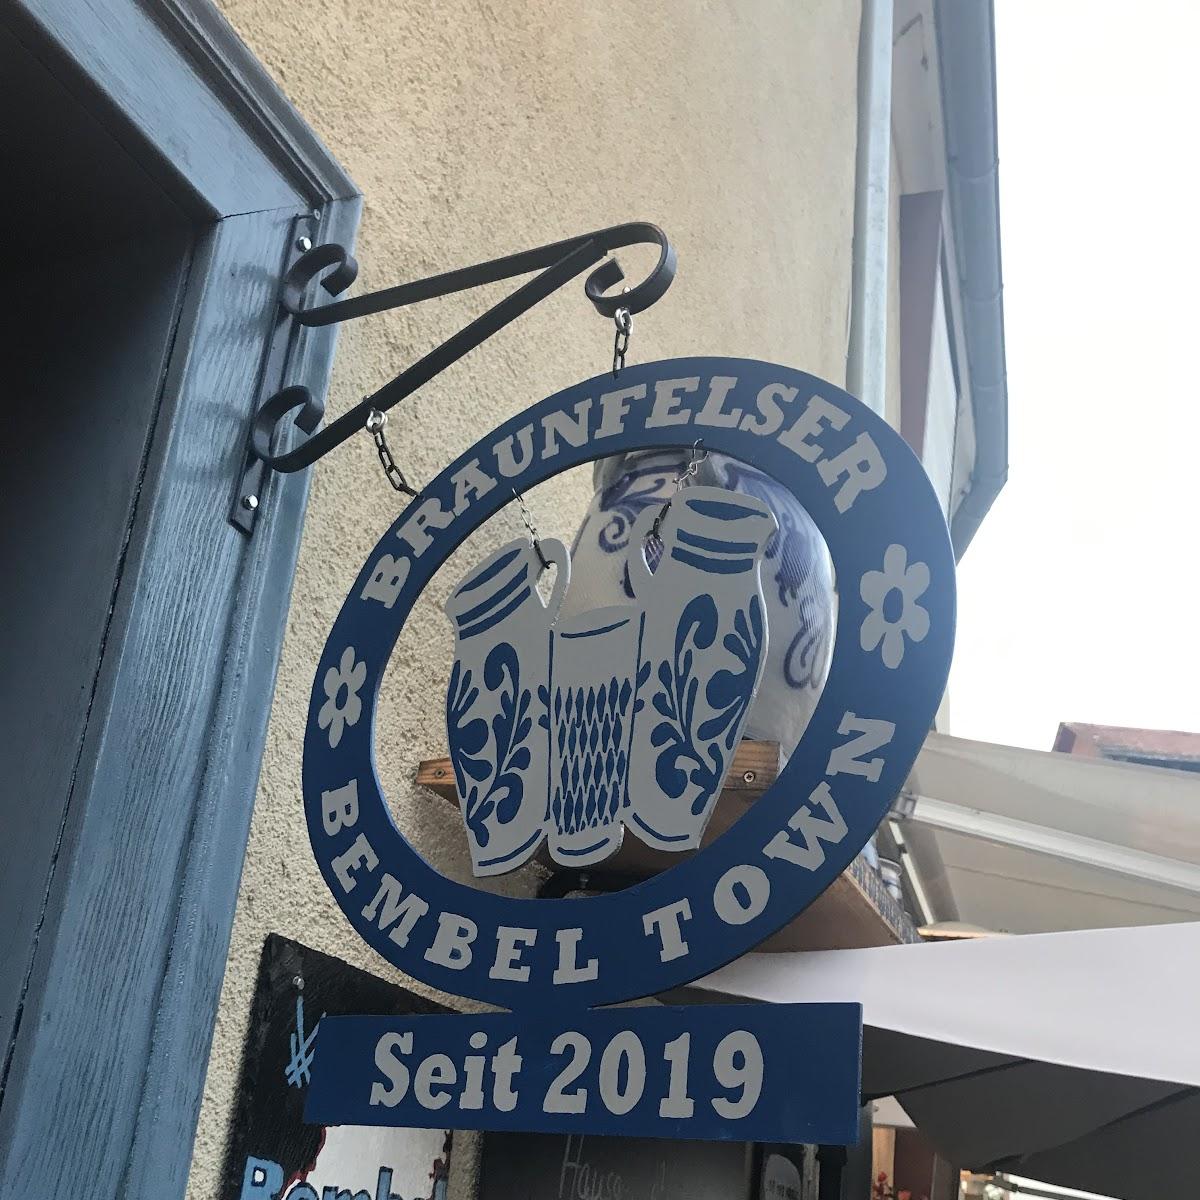 BRAUNFELSER
BEMBEL TOWN
Seit 2019